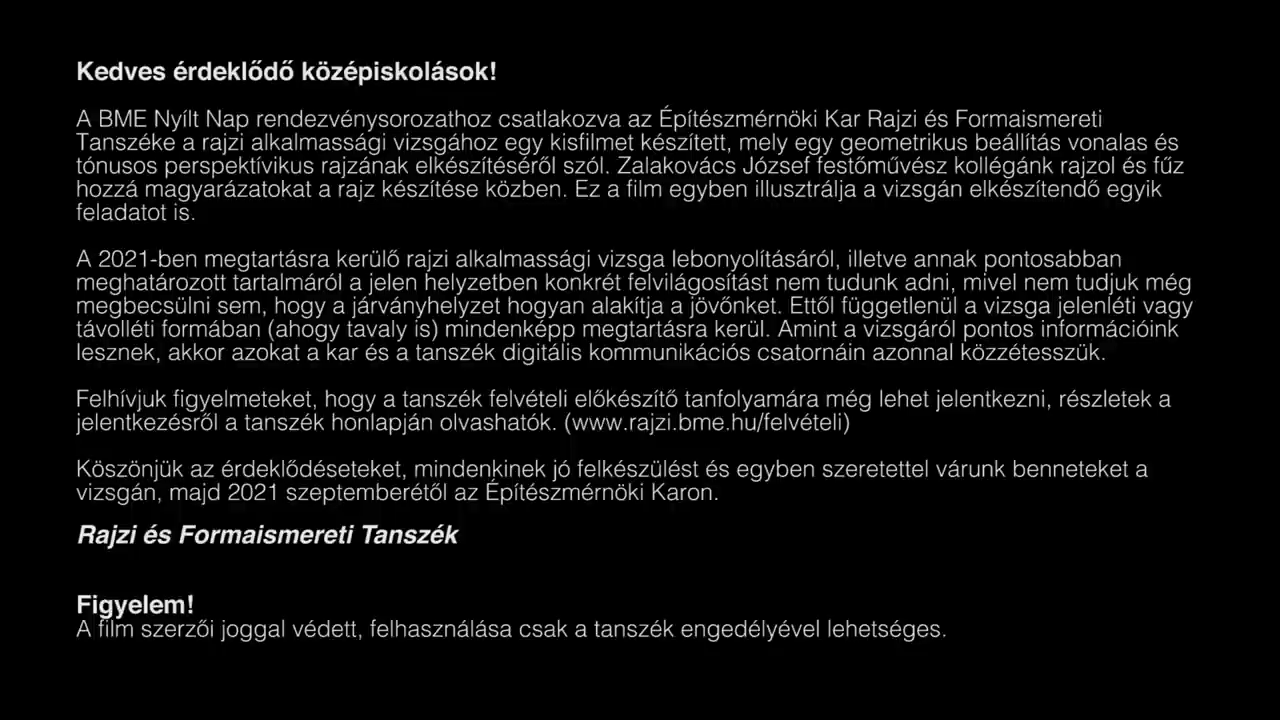 Kedves érdeklődő középiskolások!
A BME Nyílt Nap rendezvénysorozathoz csatlakozva az Építészmérnöki Kar Rajzi és Formaismereti
Tanszéke a rajzi alkalmassági vizsgához egy kisfilmet készített, mely egy geometrikus beállítás vonalas és
tónusos perspektívikus rajzának elkészítéséről szól. Zalakovács József festőművész kollégánk rajzol és fűz
hozzá magyarázatokat a rajz készítése közben. Ez a film egyben illusztrálja a vizsgán elkészítendő egyik
feladatot is.
A 2021-ben megtartásra kerülő rajzi alkalmassági vizsga lebonyolításáról, illetve annak pontosabban
meghatározott tartalmáról a jelen helyzetben konkrét felvilágosítást nem tudunk adni, mivel nem tudjuk még
megbecsülni sem, hogy a járványhelyzet hogyan alakítja a jövőnket. Ettől függetlenül a vizsga jelenléti vagy
távolléti formában (ahogy tavaly is) mindenképp megtartásra kerül. Amint a vizsgáról pontos információink
lesznek, akkor azokat a kar és a tanszék digitális kommunikációs csatornáin azonnal közzétesszük.
Felhívjuk figyelmeteket, hogy a tanszék felvételi előkészítő tanfolyamára még lehet jelentkezni, részletek a
jelentkezésről a tanszék honlapján olvashatók. (www.rajzi.bme.hu/felvételi)
Köszönjük az érdeklődéseteket, mindenkinek jó felkészülést és egyben szeretettel várunk benneteket a
vizsgán, majd 2021 szeptemberétől az Építészmérnöki Karon.
Rajzi és Formaismereti Tanszék
Figyelem!
A film szerzői joggal védett, felhasználása csak a tanszék engedélyével lehetséges.